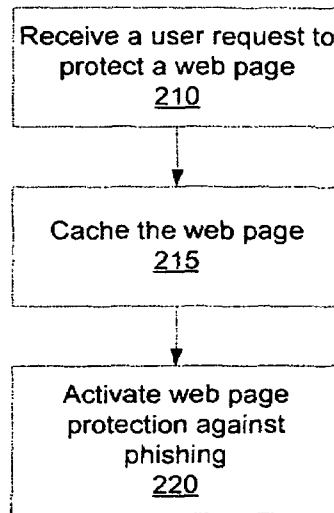 Receive a user request to
protect a web page
210
Cache the web page
215
Activate web page
protection against
phishing
220